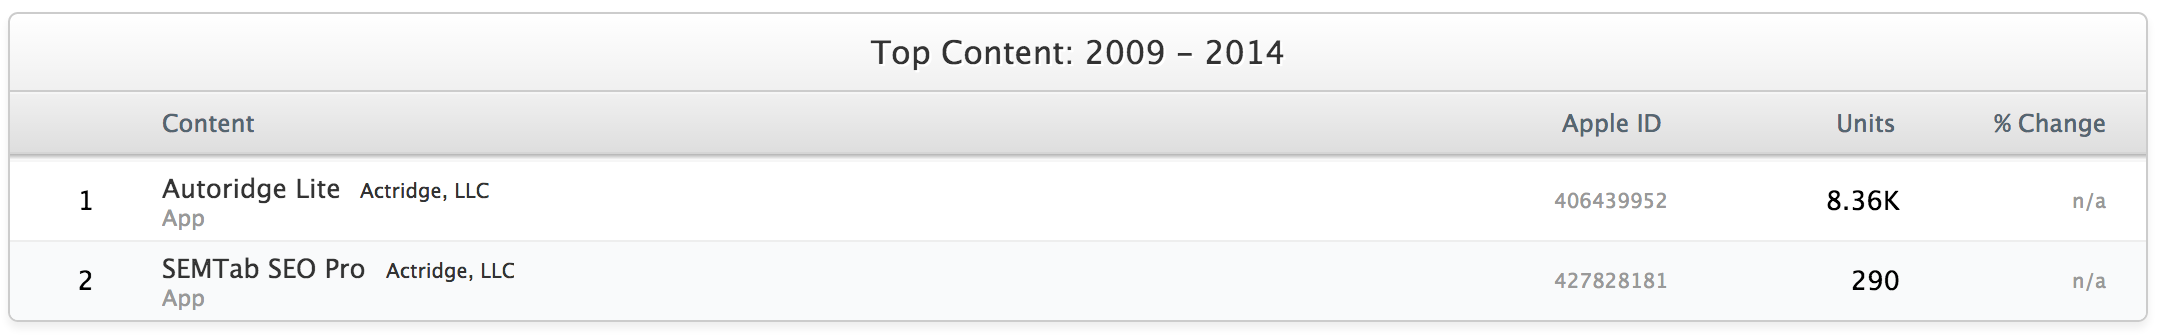 Top Content: 2009 – 2014
Content Apple ID Units % Change
1 Autoridge Lite Actridge, LLC 406439952 8.36K n/a
App
2 SEMTab SEO Pro Actridge, LLC 427828181 290 n/a
App